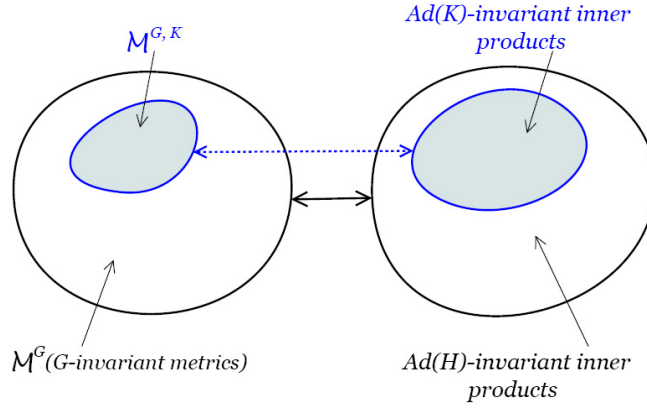 M^{G, K}
Ad(K)-invariant inner
products
M^G (G-invariant metrics)
Ad(H)-invariant inner
products